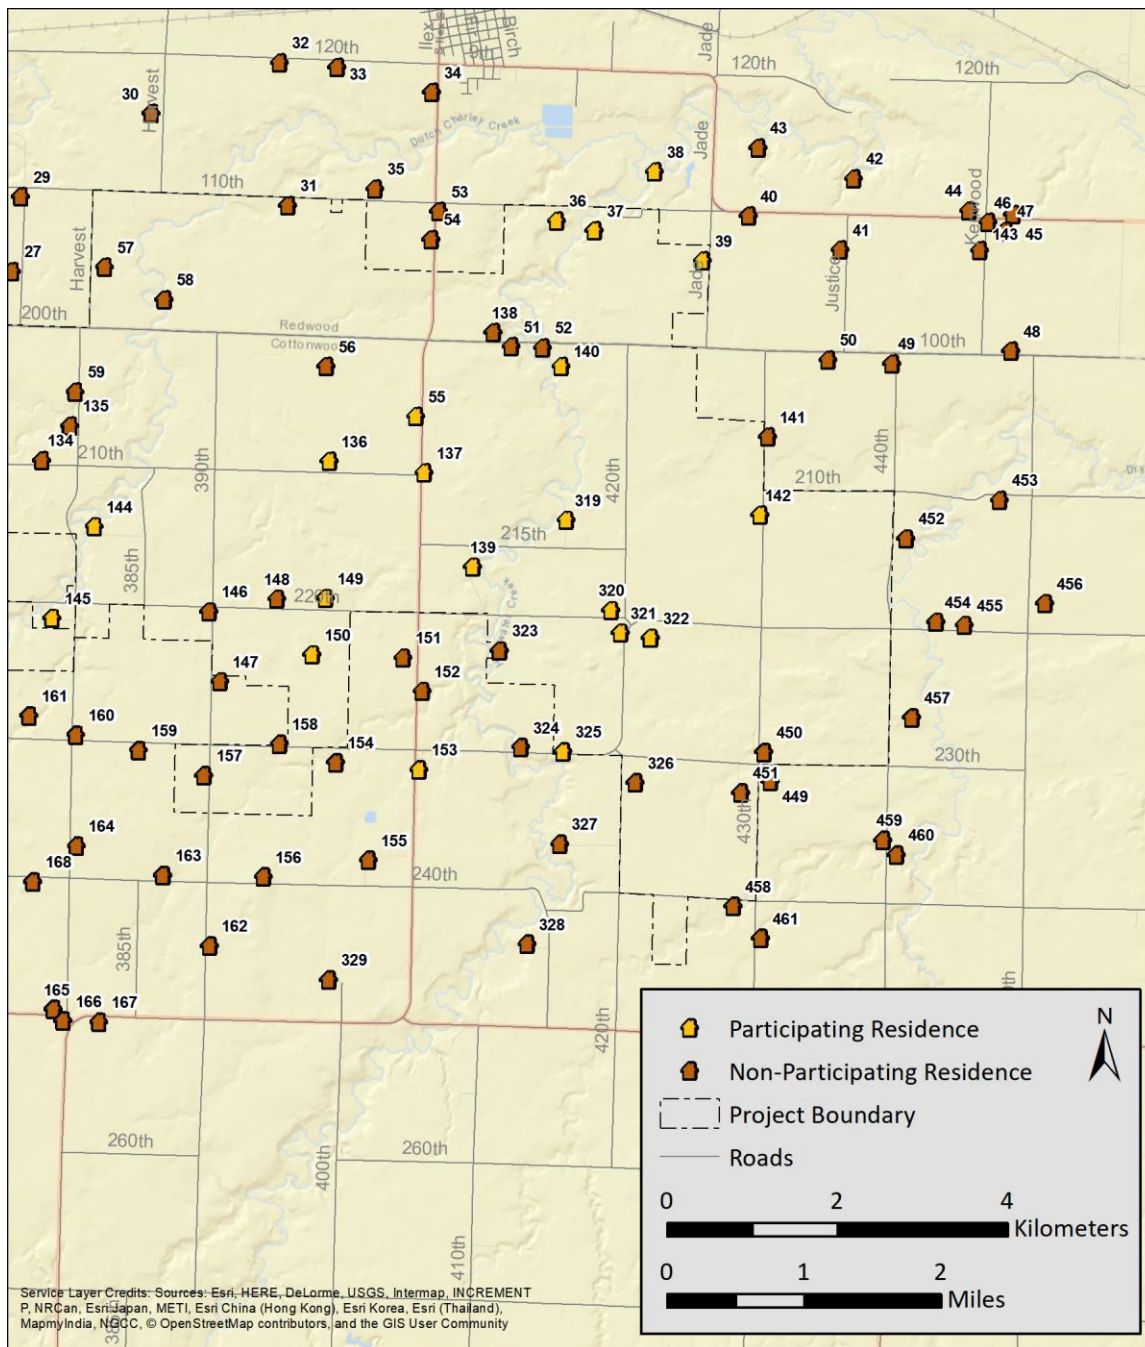 Ilex
S Ilex S
Fir
9th
Birch
Jade
32
120th
33
34
120th
120th
30
Harvest
Dutch Charley Creek
43
Jade
38
42
35
29
110th
31
53
36
37
40
44
46
47
54
39
41
Kenwood
143
45
27
Harvest
57
58
Jade
Justice
200th
Redwood
Cottonwood
138
51
52
140
100th
48
50
49
56
59
55
135
141
134
210th
390th
136
137
420th
440th
210th
Dry
453
144
319
142
452
215th
385th
139
149
148
146
220th
145
320
321
322
454
455
456
150
151
323
147
152
161
160
159
158
154
324
325
450
457
230th
157
153
326
451
449
430th
164
327
459
460
155
168
163
156
240th
458
385th
162
328
461
329
165
166
167
420th
N
Participating Residence
Non-Participating Residence
Project Boundary
Roads
260th
400th
260th
0 2 4
Kilometers
410th
0 1 2
Miles
Service Layer Credits: Sources: Esri, HERE, DeLorme, USGS, Intermap, INCREMENT
P, NRCan, Esri Japan, METI, Esri China (Hong Kong), Esri Korea, Esri (Thailand),
MapmyIndia, NGCC, © OpenStreetMap contributors, and the GIS User Community